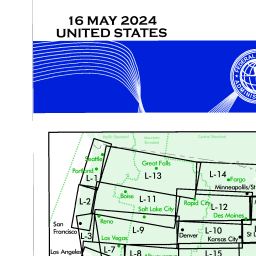 16 MAY 2024
UNITED STATES
FEDERAL
Seattle
Great Falls
Portland
L-1
L-13
L-14
Fargo
Minneapolis/St
Boise
L-2
L-11
Rapid City
L-12
Salt Lake City
Des Moines
San
Francisco
Reno
L-9
L-3
Denver
L-10
Kansas City
St
Los Angeles
Las Vegas
L-7
L-8
L-15